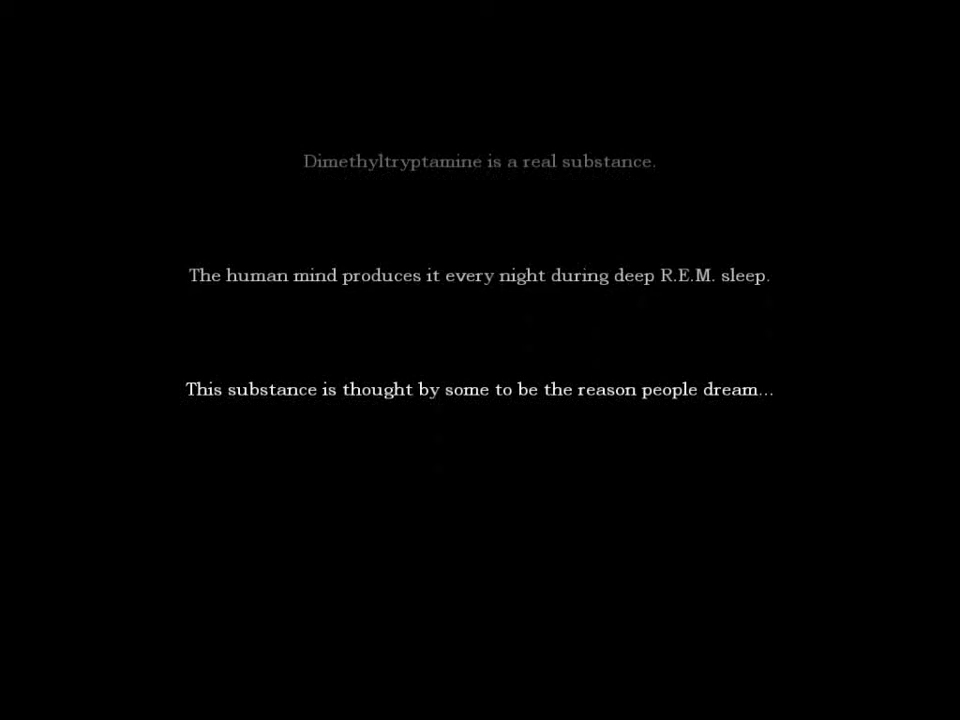 Dimethyltryptamine is a real substance.
The human mind produces it every night during deep R.E.M. sleep.
This substance is thought by some to be the reason people dream...